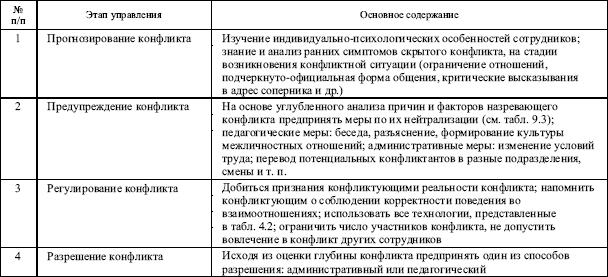 № п/п Этап управления Основное содержание
1 Прогнозирование конфликта Изучение индивидуально-психологических особенностей сотрудников;
знание и анализ ранних симптомов скрытого конфликта, на стадии
возникновения конфликтной ситуации (ограничение отношений,
подчеркнуто-официальная форма общения, критические высказывания
в адрес соперника и др.)
2 Предупреждение конфликта На основе углубленного анализа причин и факторов назревающего
конфликта предпринять меры по их нейтрализации (см. табл. 9.3);
педагогические меры: беседа, разъяснение, формирование культуры
межличностных отношений; административные меры: изменение условий
труда; перевод потенциальных конфликтантов в разные подразделения,
смены и т. п.
3 Регулирование конфликта Добиться признания конфликтующими реальности конфликта; напомнить
конфликтующим о соблюдении корректности поведения во
взаимоотношениях; использовать все технологии, представленные
в табл. 4.2; ограничить число участников конфликта, не допустить
вовлечение в конфликт других сотрудников
4 Разрешение конфликта Исходя из оценки глубины конфликта предпринять один из способов
разрешения: административный или педагогический